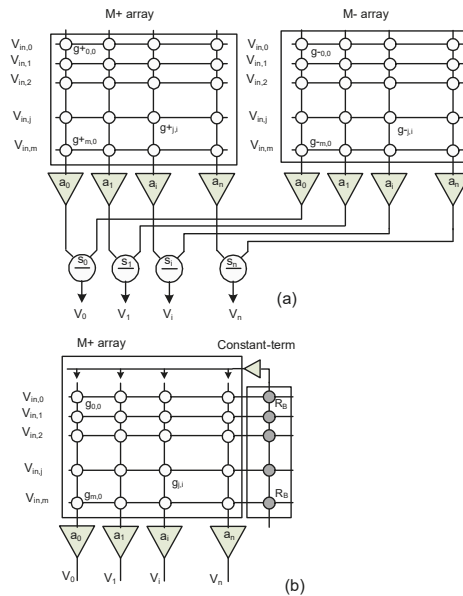 M+ array M- array
V_in,0 g+_0,0 V_in,0 g-_0,0
V_in,1 V_in,1
V_in,2 V_in,2
V_in,j g+_j,i V_in,j g-_j,i
V_in,m g+_m,0 V_in,m g-_m,0
a_0 a_1 a_i a_n a_0 a_1 a_i a_n
s_0 s_1 s_i s_n
V_0 V_1 V_i V_n (a)
M+ array Constant-term
V_in,0 g_0,0 R_B
V_in,1
V_in,2
V_in,j g_j,i
V_in,m g_m,0 R_B
a_0 a_1 a_i a_n
V_0 V_1 V_i V_n (b)